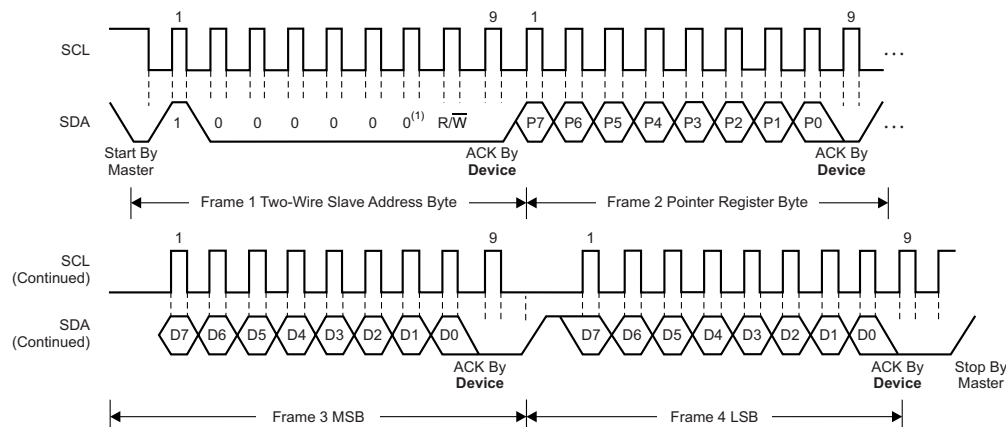 1 9 1 9
SCL ...
SDA 1 0 0 0 0 0 0(1) R/W̅ P7 P6 P5 P4 P3 P2 P1 P0 ...
Start By
Master
ACK By
Device
ACK By
Device
Frame 1 Two-Wire Slave Address Byte
Frame 2 Pointer Register Byte
1 9 1 9
SCL
(Continued)
SDA
(Continued)
D7 D6 D5 D4 D3 D2 D1 D0 D7 D6 D5 D4 D3 D2 D1 D0
ACK By
Device
ACK By
Device
Stop By
Master
Frame 3 MSB
Frame 4 LSB